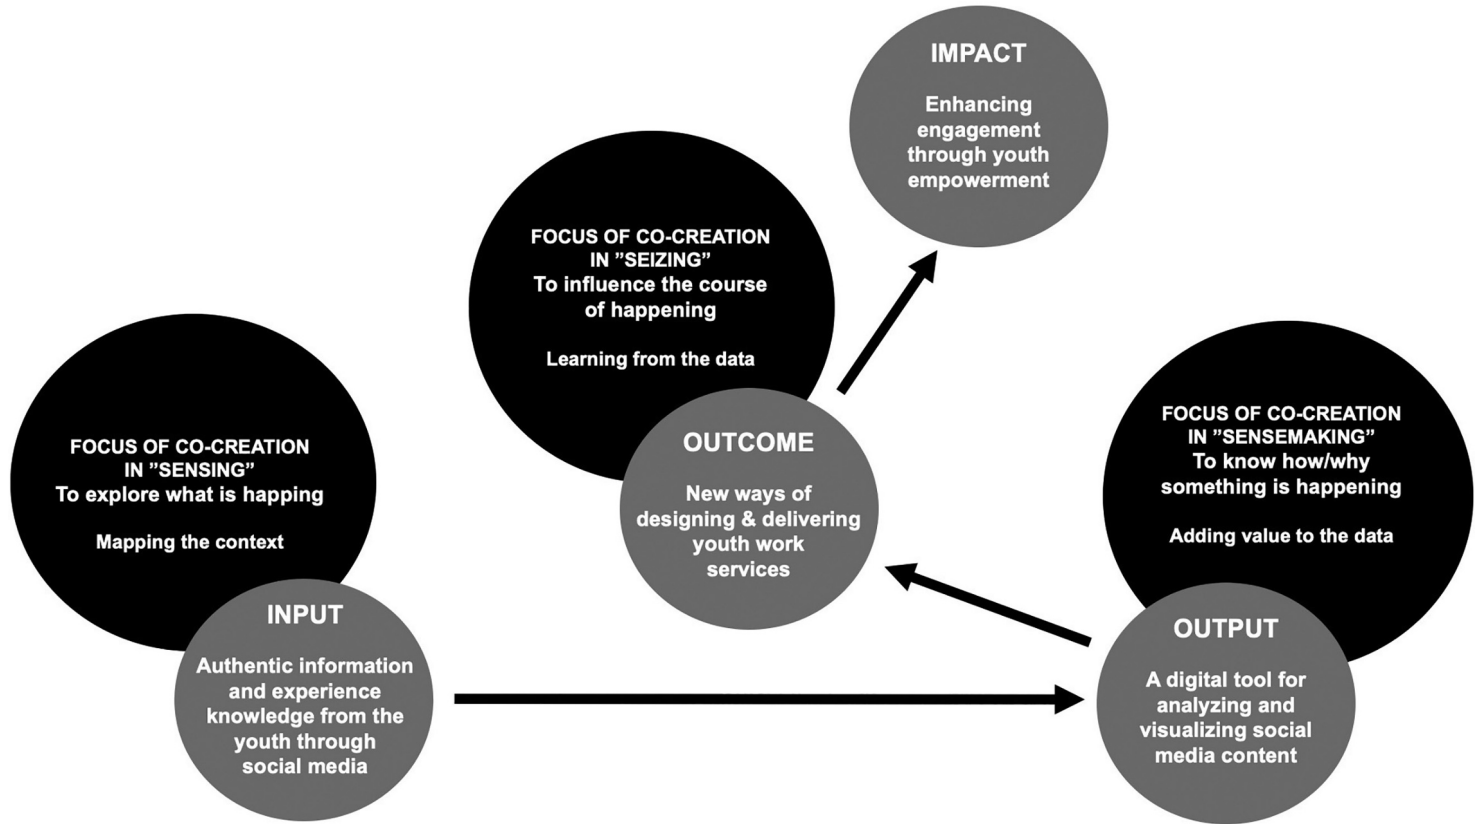 IMPACT
Enhancing
engagement
through youth
empowerment
FOCUS OF CO-CREATION
IN ”SEIZING”
To influence the course
of happening
Learning from the data
OUTCOME
New ways of
designing & delivering
youth work
services
FOCUS OF CO-CREATION
IN ”SENSING”
To explore what is happing
Mapping the context
INPUT
Authentic information
and experience
knowledge from the
youth through
social media
FOCUS OF CO-CREATION
IN ”SENSEMAKING”
To know how/why
something is happening
Adding value to the data
OUTPUT
A digital tool for
analyzing and
visualizing social
media content